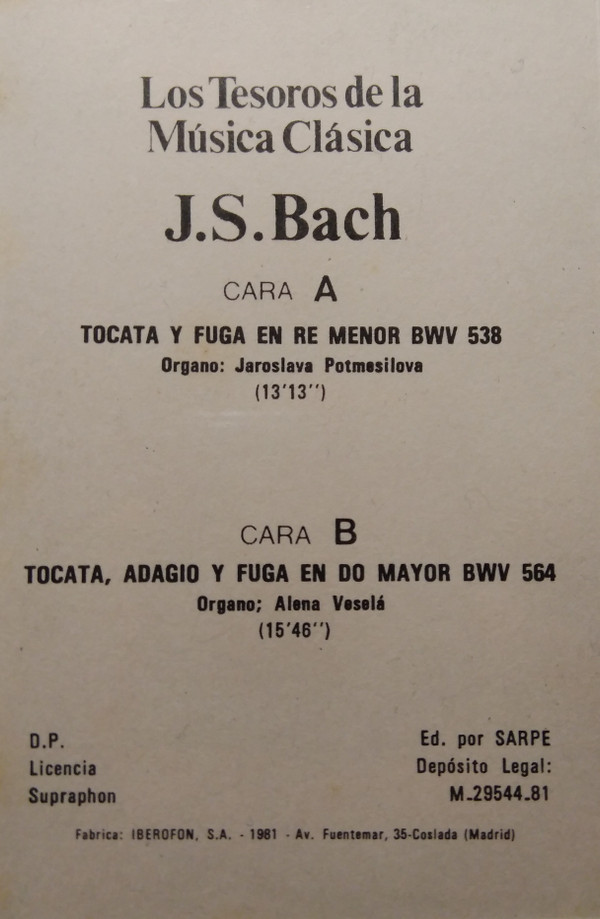 Los Tesoros de la
Música Clásica
J.S.Bach
CARA A
TOCATA Y FUGA EN RE MENOR BWV 538
Organo: Jaroslava Potmesilova
(13'13'')
CARA B
TOCATA, ADAGIO Y FUGA EN DO MAYOR BWV 564
Organo; Alena Veselá
(15'46'')
D.P.
Licencia
Supraphon
Ed. por SARPE
Depósito Legal:
M-29544-81
Fabrica: IBEROFON, S.A. - 1981 - Av. Fuentemar, 35-Coslada (Madrid)